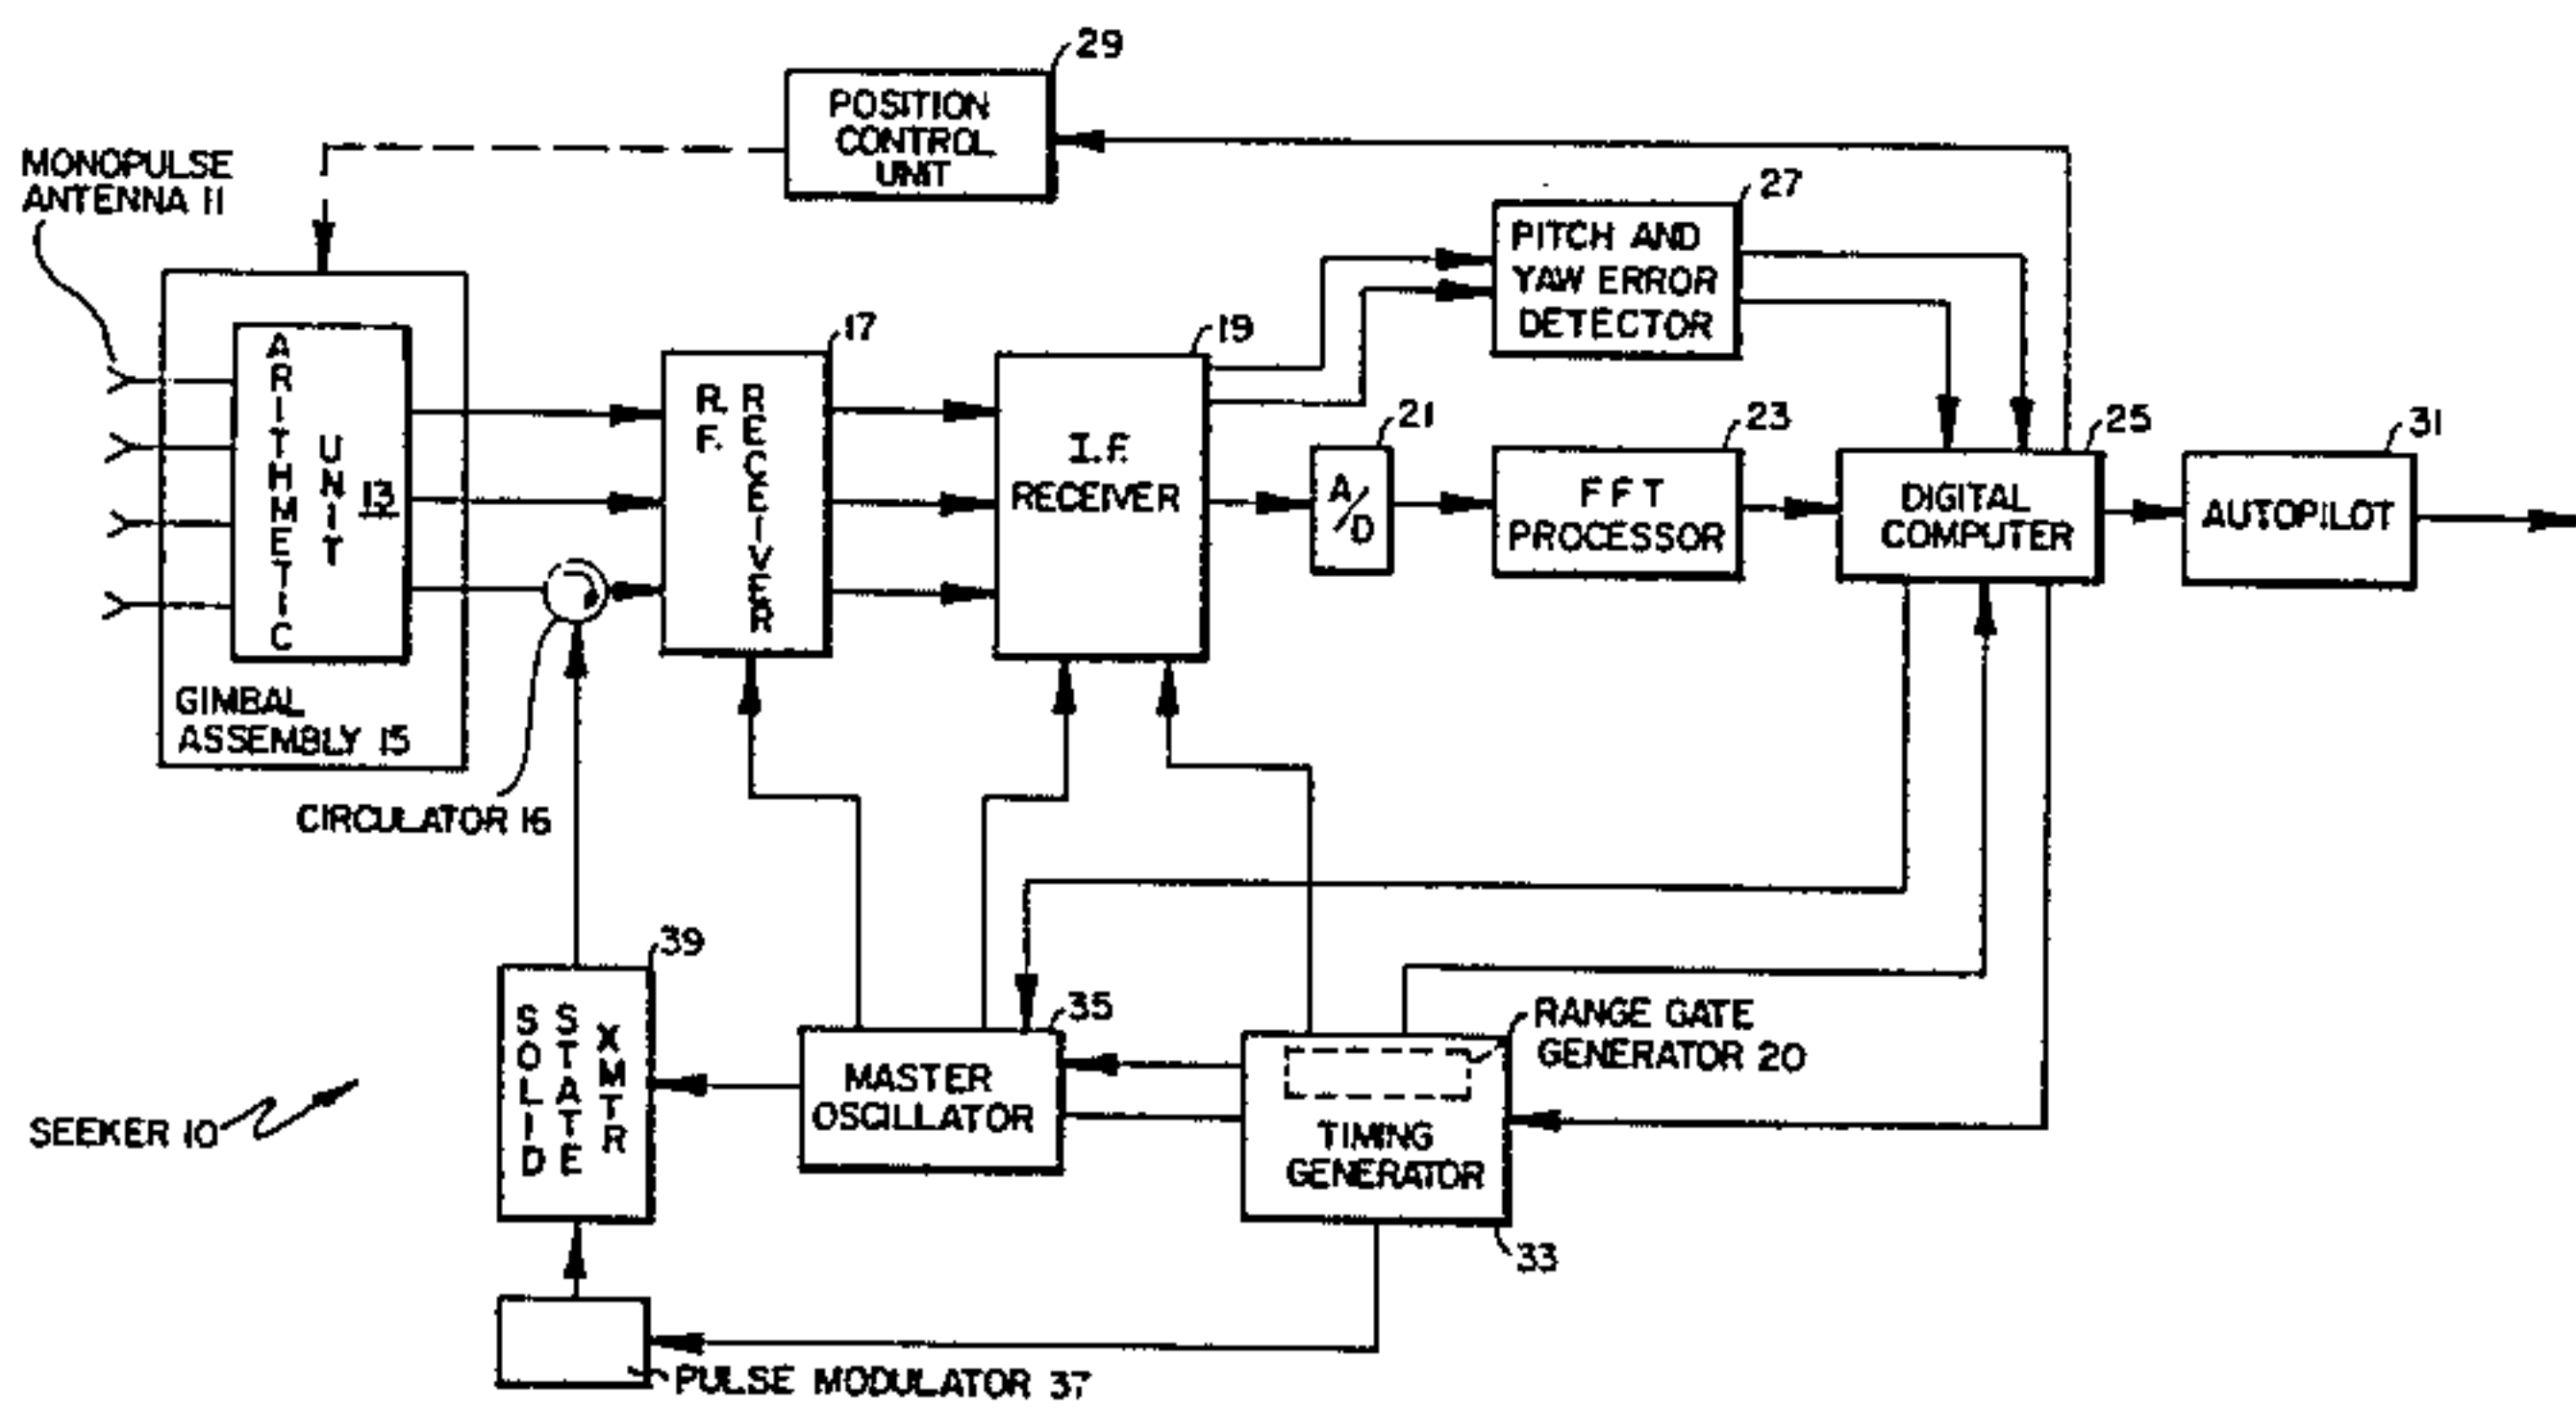 29
POSITION
CONTROL
UNIT
MONOPULSE
ANTENNA 11
27
PITCH AND
YAW ERROR
DETECTOR
ARITHMETIC
UNIT
13
GIMBAL
ASSEMBLY 15
17
R.F.
RECEIVER
19
I.F.
RECEIVER
21
A/D
23
FFT
PROCESSOR
25
DIGITAL
COMPUTER
31
AUTOPILOT
CIRCULATOR 16
39
SOLID
STATE
XMTR
35
MASTER
OSCILLATOR
RANGE GATE
GENERATOR 20
TIMING
GENERATOR
33
SEEKER 10
PULSE MODULATOR 37